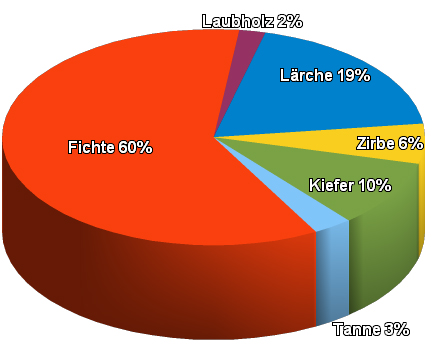 Laubholz 2%
Lärche 19%
Fichte 60%
Zirbe 6%
Kiefer 10%
Tanne 3%